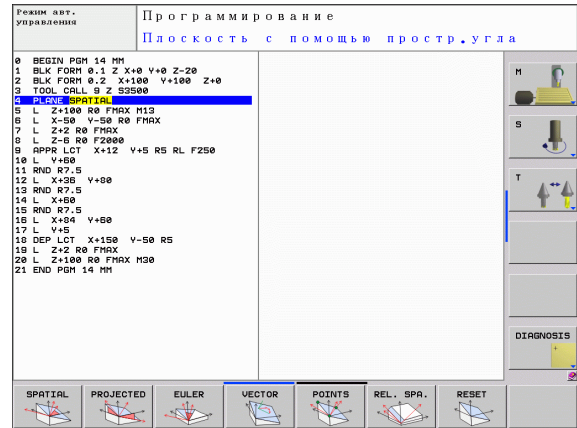 Режим авт.
управления
Программирование
Плоскость с помощью простр.угла
0 BEGIN PGM 14 MM
1 BLK FORM 0.1 Z X+0 Y+0 Z-20
2 BLK FORM 0.2 X+100 Y+100 Z+0
3 TOOL CALL 9 Z S3500
4 PLANE SPATIAL
5 L Z+100 R0 FMAX M13
6 L X-50 Y-50 R0 FMAX
7 L Z+2 R0 FMAX
8 L Z-6 R0 F2000
9 APPR LCT X+12 Y+5 R5 RL F250
10 L Y+60
11 RND R7.5
12 L X+36 Y+80
13 RND R7.5
14 L X+60
15 RND R7.5
16 L X+84 Y+60
17 L Y+5
18 DEP LCT X+150 Y-50 R5
19 L Z+2 R0 FMAX
20 L Z+100 R0 FMAX M30
21 END PGM 14 MM
M
S
T
DIAGNOSIS
SPATIAL
PROJECTED
EULER
VECTOR
POINTS
REL. SPA.
RESET